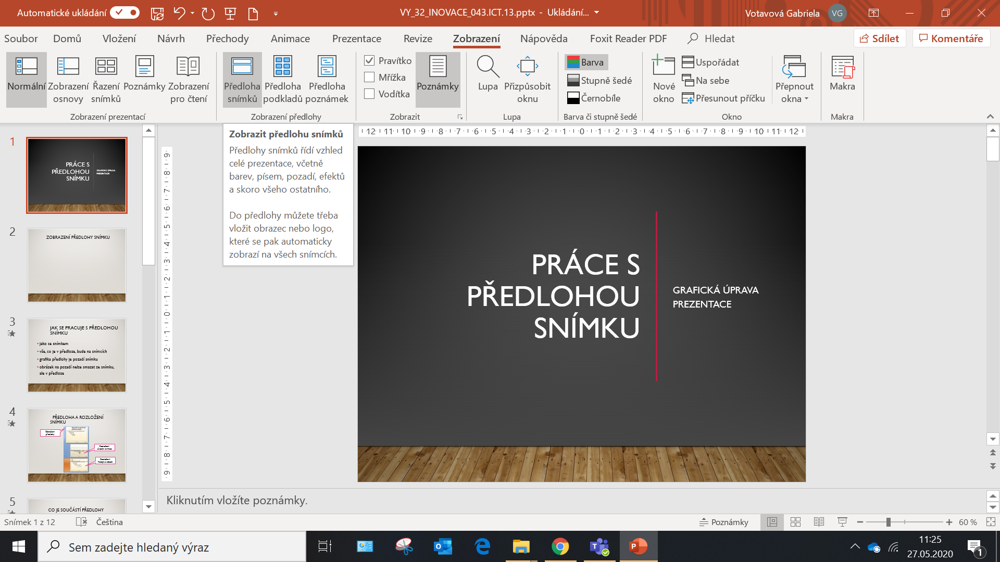 Automatické ukládání
VY_32_INOVACE_043.ICT.13.pptx - Ukládání...
Votavová Gabriela
VG
Soubor Domů Vložení Návrh Přechody Animace Prezentace Revize Zobrazení Nápověda Foxit Reader PDF Hledat
Sdílet
Komentáře
Normální
Zobrazení osnovy
Řazení snímků
Poznámky
Zobrazení pro čtení
Zobrazení prezentací
Předloha snímků
Předloha podkladů
Předloha poznámek
Zobrazení předlohy
Pravítko
Mřížka
Vodítka
Poznámky
Zobrazit
Lupa
Přizpůsobit oknu
Lupa
Barva
Stupně šedé
Černobíle
Barva či stupně šedé
Nové okno
Uspořádat
Na sebe
Přesunout příčku
Přepnout okna
Okno
Makra
Makra
Zobrazit předlohu snímků
Předlohy snímků řídí vzhled
celé prezentace, včetně
barev, písem, pozadí, efektů
a skoro všeho ostatního.
Do předlohy můžete třeba
vložit obrazec nebo logo,
které se pak automaticky
zobrazí na všech snímcích.
12 11 10 9 8 7 6 5 4 3 2 1 0 1 2 3 4 5 6 7 8 9 10 11 12
9 8 7 6 5 4 3 2 1 0 1 2 3 4 5 6 7 8 9
1
PRÁCE S
PŘEDLOHOU
SNÍMKU
GRAFICKÁ ÚPRAVA
PREZENTACE
2
ZOBRAZENÍ PŘEDLOHY SNÍMKU
3
JAK SE PRACUJE S PŘEDLOHOU
SNÍMKU
• jako se snímkem
• vše, co je v předloze, bude na snímcích
• grafika předlohy je pozadí snímku
• obrázek na pozadí nelze smazat ze snímku,
ale v předloze
4
PŘEDLOHA A ROZLOŽENÍ
SNÍMKU
5
CO JE SOUČÁSTÍ PŘEDLOHY
PRÁCE S
PŘEDLOHOU
SNÍMKU
GRAFICKÁ ÚPRAVA
PREZENTACE
Kliknutím vložíte poznámky.
Snímek 1 z 12
Čeština
Poznámky
60 %
Sem zadejte hledaný výraz
11:25
27.05.2020
1